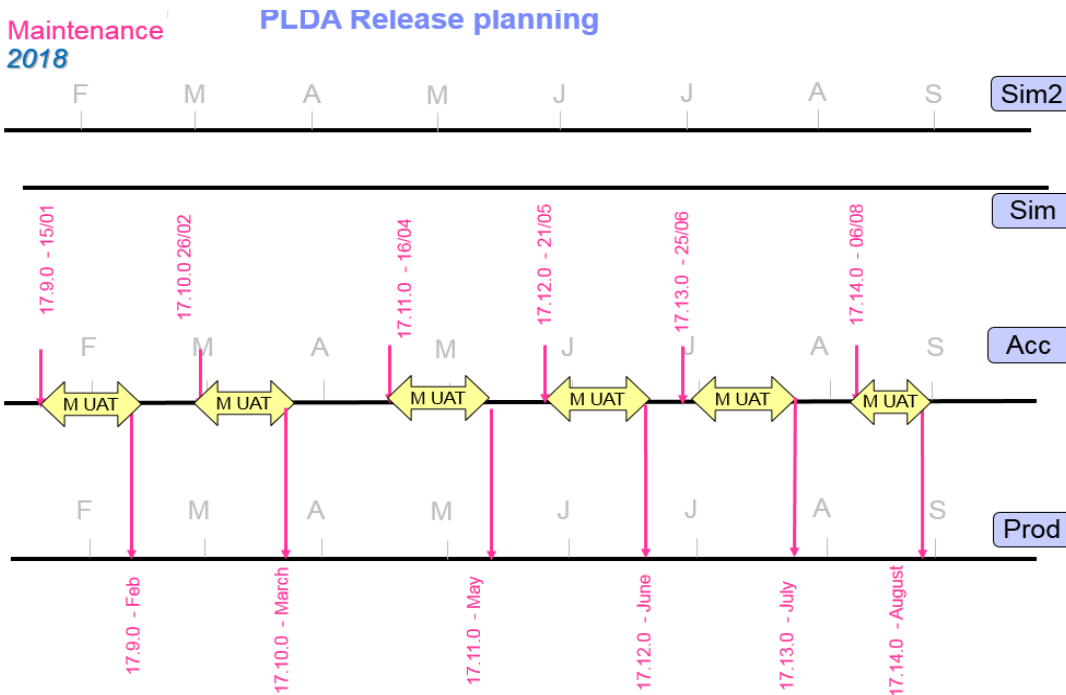 PLDA Release planning
Maintenance
2018
F M A M J J A S
Sim2
Sim
17.9.0 - 15/01
17.10.0 26/02
17.11.0 - 16/04
17.12.0 - 21/05
17.13.0 - 25/06
17.14.0 - 06/08
F M A M J J A S
Acc
M UAT M UAT M UAT M UAT M UAT M UAT
F M A M J J A S
Prod
17.9.0 - Feb
17.10.0 - March
17.11.0 - May
17.12.0 - June
17.13.0 - July
17.14.0 - August